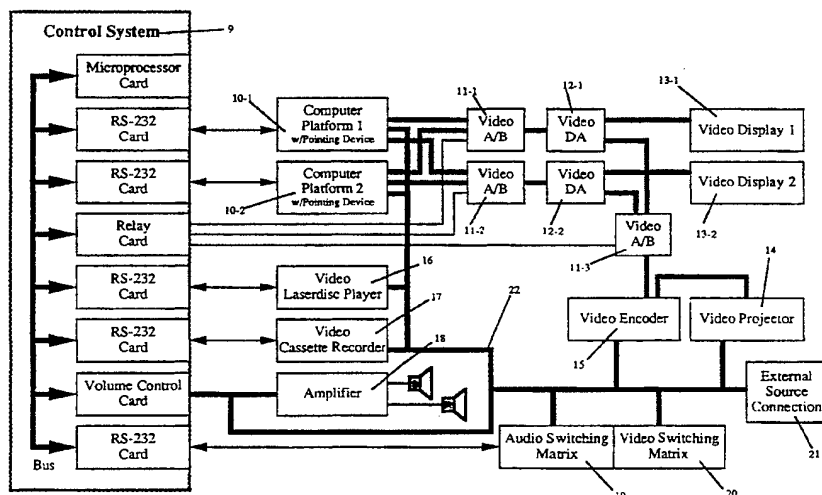 Control System
9
Microprocessor
Card
RS-232
Card
RS-232
Card
Relay
Card
RS-232
Card
RS-232
Card
Volume Control
Card
RS-232
Card
Bus
10-1
Computer
Platform 1
w/Pointing Device
Computer
Platform 2
w/Pointing Device
10-2
11-1
Video
A/B
12-1
Video
DA
13-1
Video Display 1
Video
A/B
11-2
Video
DA
12-2
Video Display 2
13-2
Video
A/B
11-3
16
Video
Laserdisc Player
17
Video
Cassette Recorder
18
Amplifier
22
14
Video Encoder
15
Video Projector
External
Source
Connection
21
Audio Switching
Matrix
19
Video Switching
Matrix
20